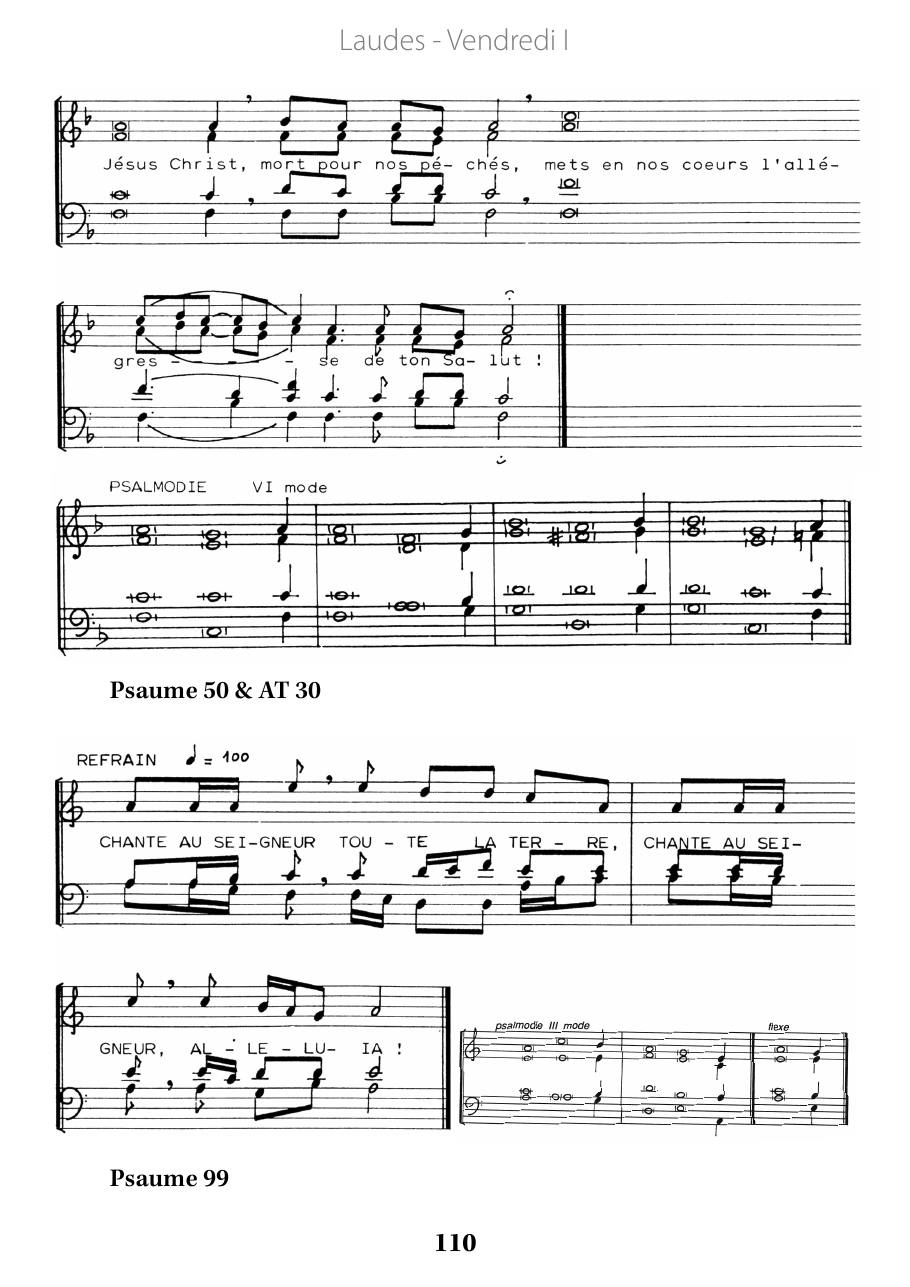 Laudes - Vendredi I
Jésus Christ, mort pour nos pé- chés, mets en nos coeurs l'allé-
gres - - - - - se de ton Sa- lut !
PSALMODIE VI mode
Psaume 50 & AT 30
REFRAIN ♩ = 100
CHANTE AU SEI-GNEUR TOU - TE LA TER - RE, CHANTE AU SEI-
GNEUR, AL - LE - LU - IA !
psalmodie III mode flexe
Psaume 99
110